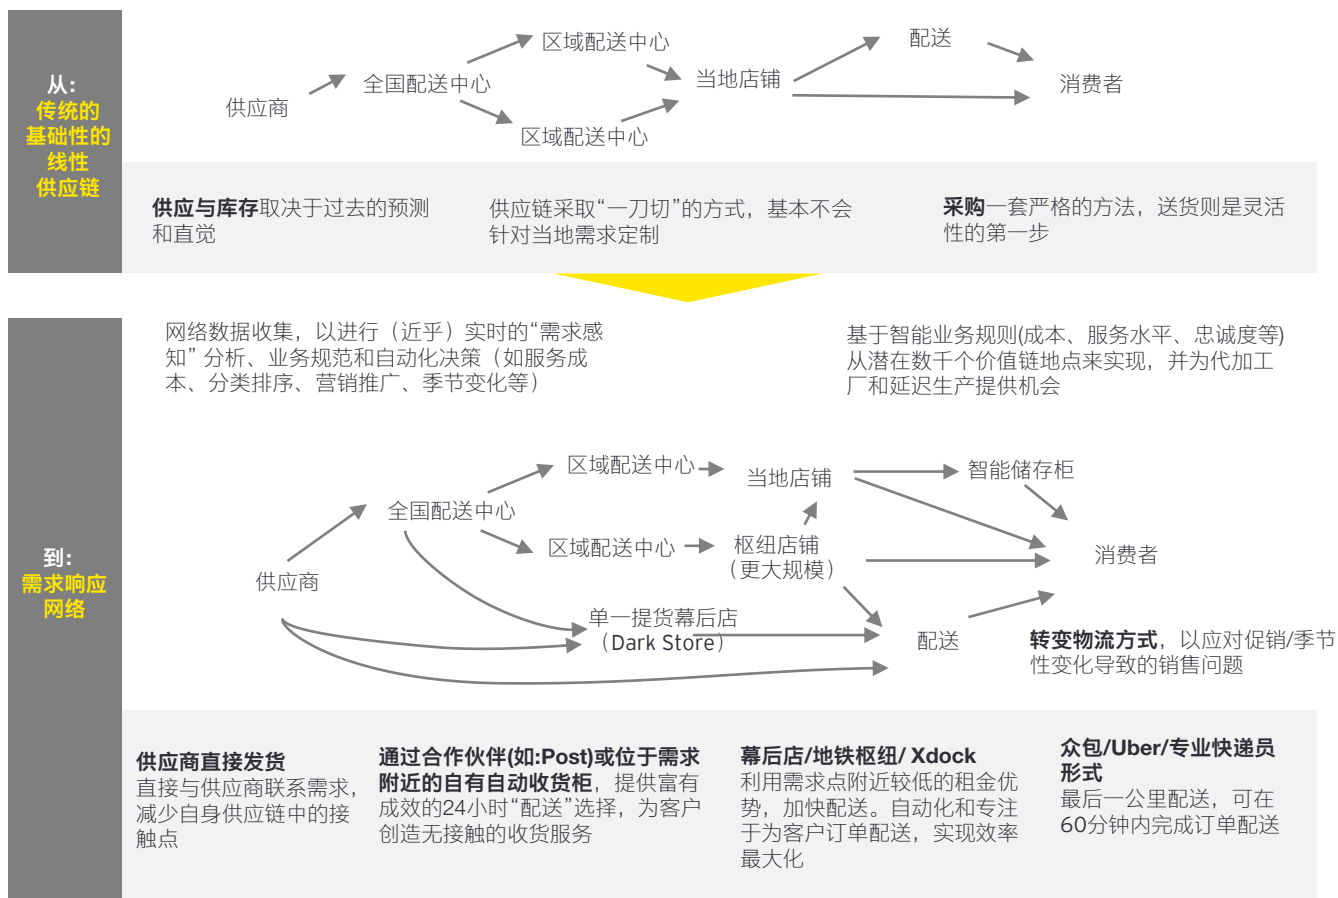 从:
传统的
基础性的
线性
供应链
供应商
全国配送中心
区域配送中心
区域配送中心
当地店铺
配送
消费者
供应与库存取决于过去的预测
和直觉
供应链采取“一刀切”的方式，基本不会
针对当地需求定制
采购一套严格的方法，送货则是灵活
性的第一步
到:
需求响应
网络
网络数据收集，以进行（近乎）实时的“需求感
知” 分析、业务规范和自动化决策（如服务成
本、分类排序、营销推广、季节变化等）
基于智能业务规则(成本、服务水平、忠诚度等)
从潜在数千个价值链地点来实现，并为代加工
厂和延迟生产提供机会
供应商
全国配送中心
区域配送中心
区域配送中心
当地店铺
枢纽店铺
（更大规模）
单一提货幕后店
（Dark Store）
智能储存柜
配送
消费者
转变物流方式，以应对促销/季节
性变化导致的销售问题
供应商直接发货
直接与供应商联系需求，
减少自身供应链中的接
触点
通过合作伙伴(如:Post)或位于需求
附近的自有自动收货柜，提供富有
成效的24小时“配送”选择，为客户
创造无接触的收货服务
幕后店/地铁枢纽/ Xdock
利用需求点附近较低的租金优
势，加快配送。自动化和专注
于为客户订单配送，实现效率
最大化
众包/Uber/专业快递员
形式
最后一公里配送，可在
60分钟内完成订单配送